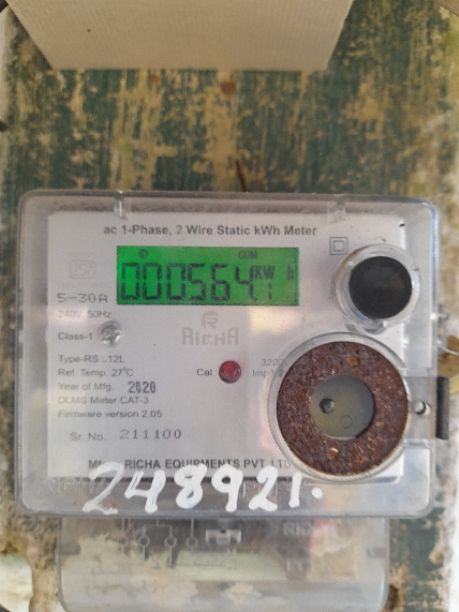 ac 1-Phase, 2 Wire Static kWh Meter
CUM
000564.1 KW h
5-30A
240V, 50Hz
RICHA
Class-1
Type-RS :.12L
Ref. Temp. 27°C
Cal
3200
Year of Mfg. 2020
DLMS Meter CAT-3
Firmware version 2.05
Sr. No. 211100
RICHA EQUIPMENTS PVT. LTD
248921.